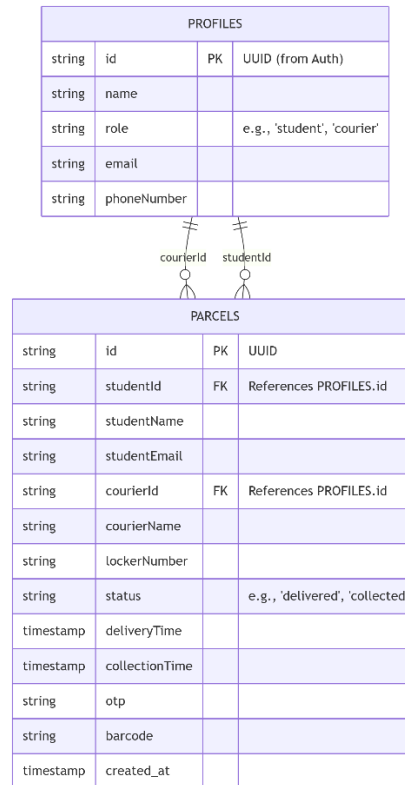 PROFILES
string id PK UUID (from Auth)
string name
string role e.g., 'student', 'courier'
string email
string phoneNumber
courierId studentId
PARCELS
string id PK UUID
string studentId FK References PROFILES.id
string studentName
string studentEmail
string courierId FK References PROFILES.id
string courierName
string lockerNumber
string status e.g., 'delivered', 'collected
timestamp deliveryTime
timestamp collectionTime
string otp
string barcode
timestamp created_at